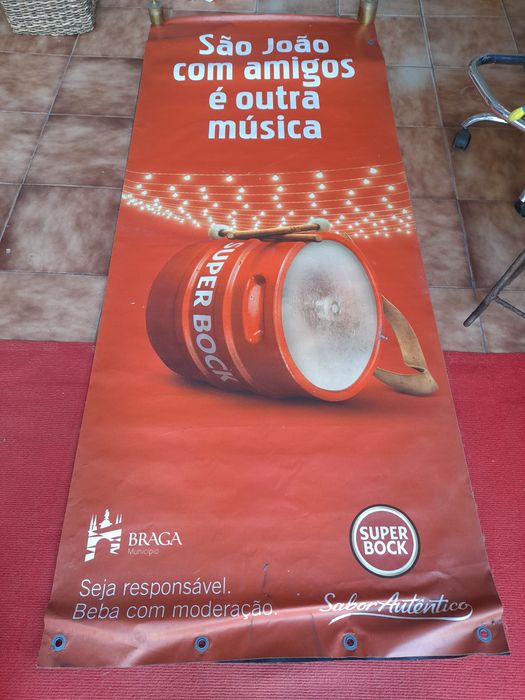 São João
com amigos
é outra
música
SUPER BOCK
BRAGA
Município
SUPER
BOCK
Seja responsável.
Beba com moderação.
Sabor Autêntico